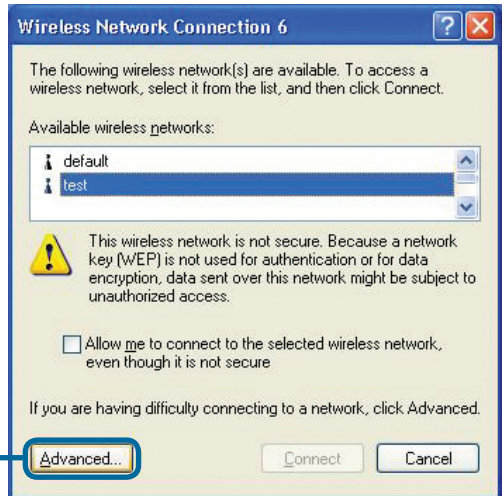 Wireless Network Connection 6
The following wireless network(s) are available. To access a
wireless network, select it from the list, and then click Connect.
Available wireless networks:
default
test
This wireless network is not secure. Because a network
key (WEP) is not used for authentication or for data
encryption, data sent over this network might be subject to
unauthorized access.
Allow me to connect to the selected wireless network,
even though it is not secure
If you are having difficulty connecting to a network, click Advanced.
Advanced... Connect Cancel